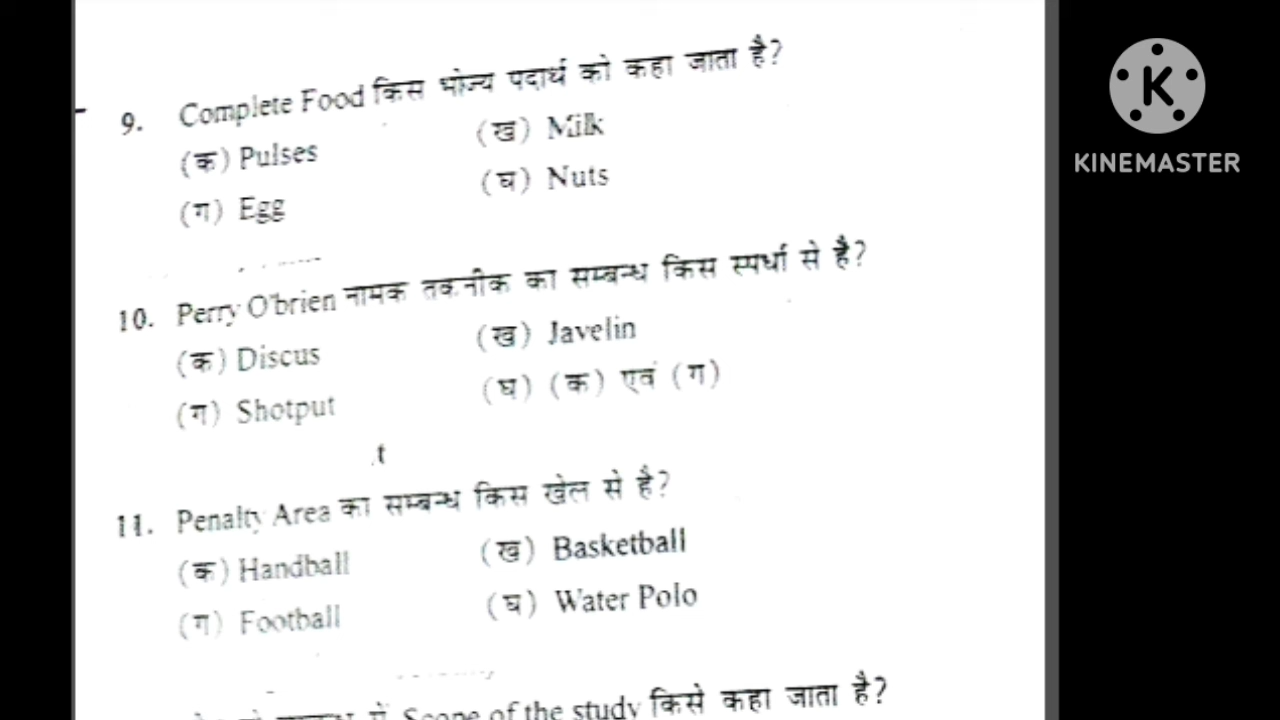 9. Complete Food किस भोज्य पदार्थ को कहा जाता है?
(क) Pulses (ख) Milk
(ग) Egg (घ) Nuts
10. Perry O'brien नामक तकनीक का सम्बन्ध किस स्पर्धा से है?
(क) Discus (ख) Javelin
(ग) Shotput (घ) (क) एवं (ग)
t
11. Penalty Area का सम्बन्ध किस खेल से है?
(क) Handball (ख) Basketball
(ग) Football (घ) Water Polo
में Scope of the study किसे कहा जाता है?
K
KINEMASTER